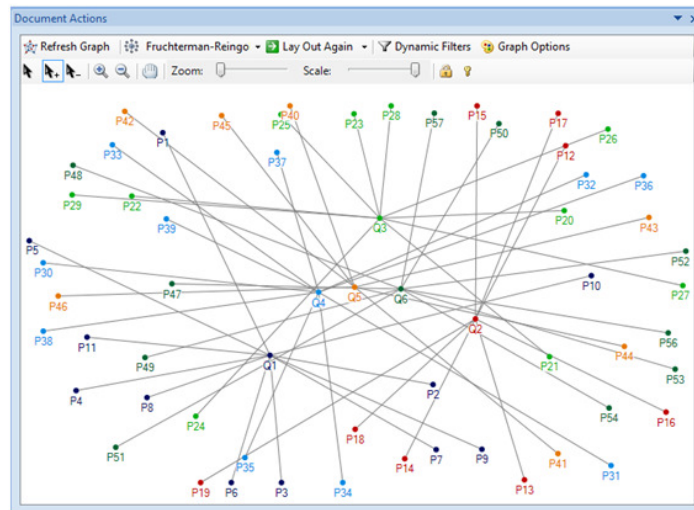 Document Actions
Refresh Graph Fruchterman-Reingo Lay Out Again Dynamic Filters Graph Options
Zoom: Scale:
P42 P45 P40 P25 P23 P28 P57 P15 P50 P17 P26
P1 P33 P37 P12
P48 P32 P36
P29 P22 P39 Q3 P20 P43
P5 P30 P52
P46 P47 Q4 Q5 Q6 P10 P27
P38 P11 Q2 P56
P49 Q1 P21 P44 P53
P4 P8 P2 P54 P16
P51 P24 P18
P35 P14 P7 P9 P41 P31
P19 P6 P3 P34 P13